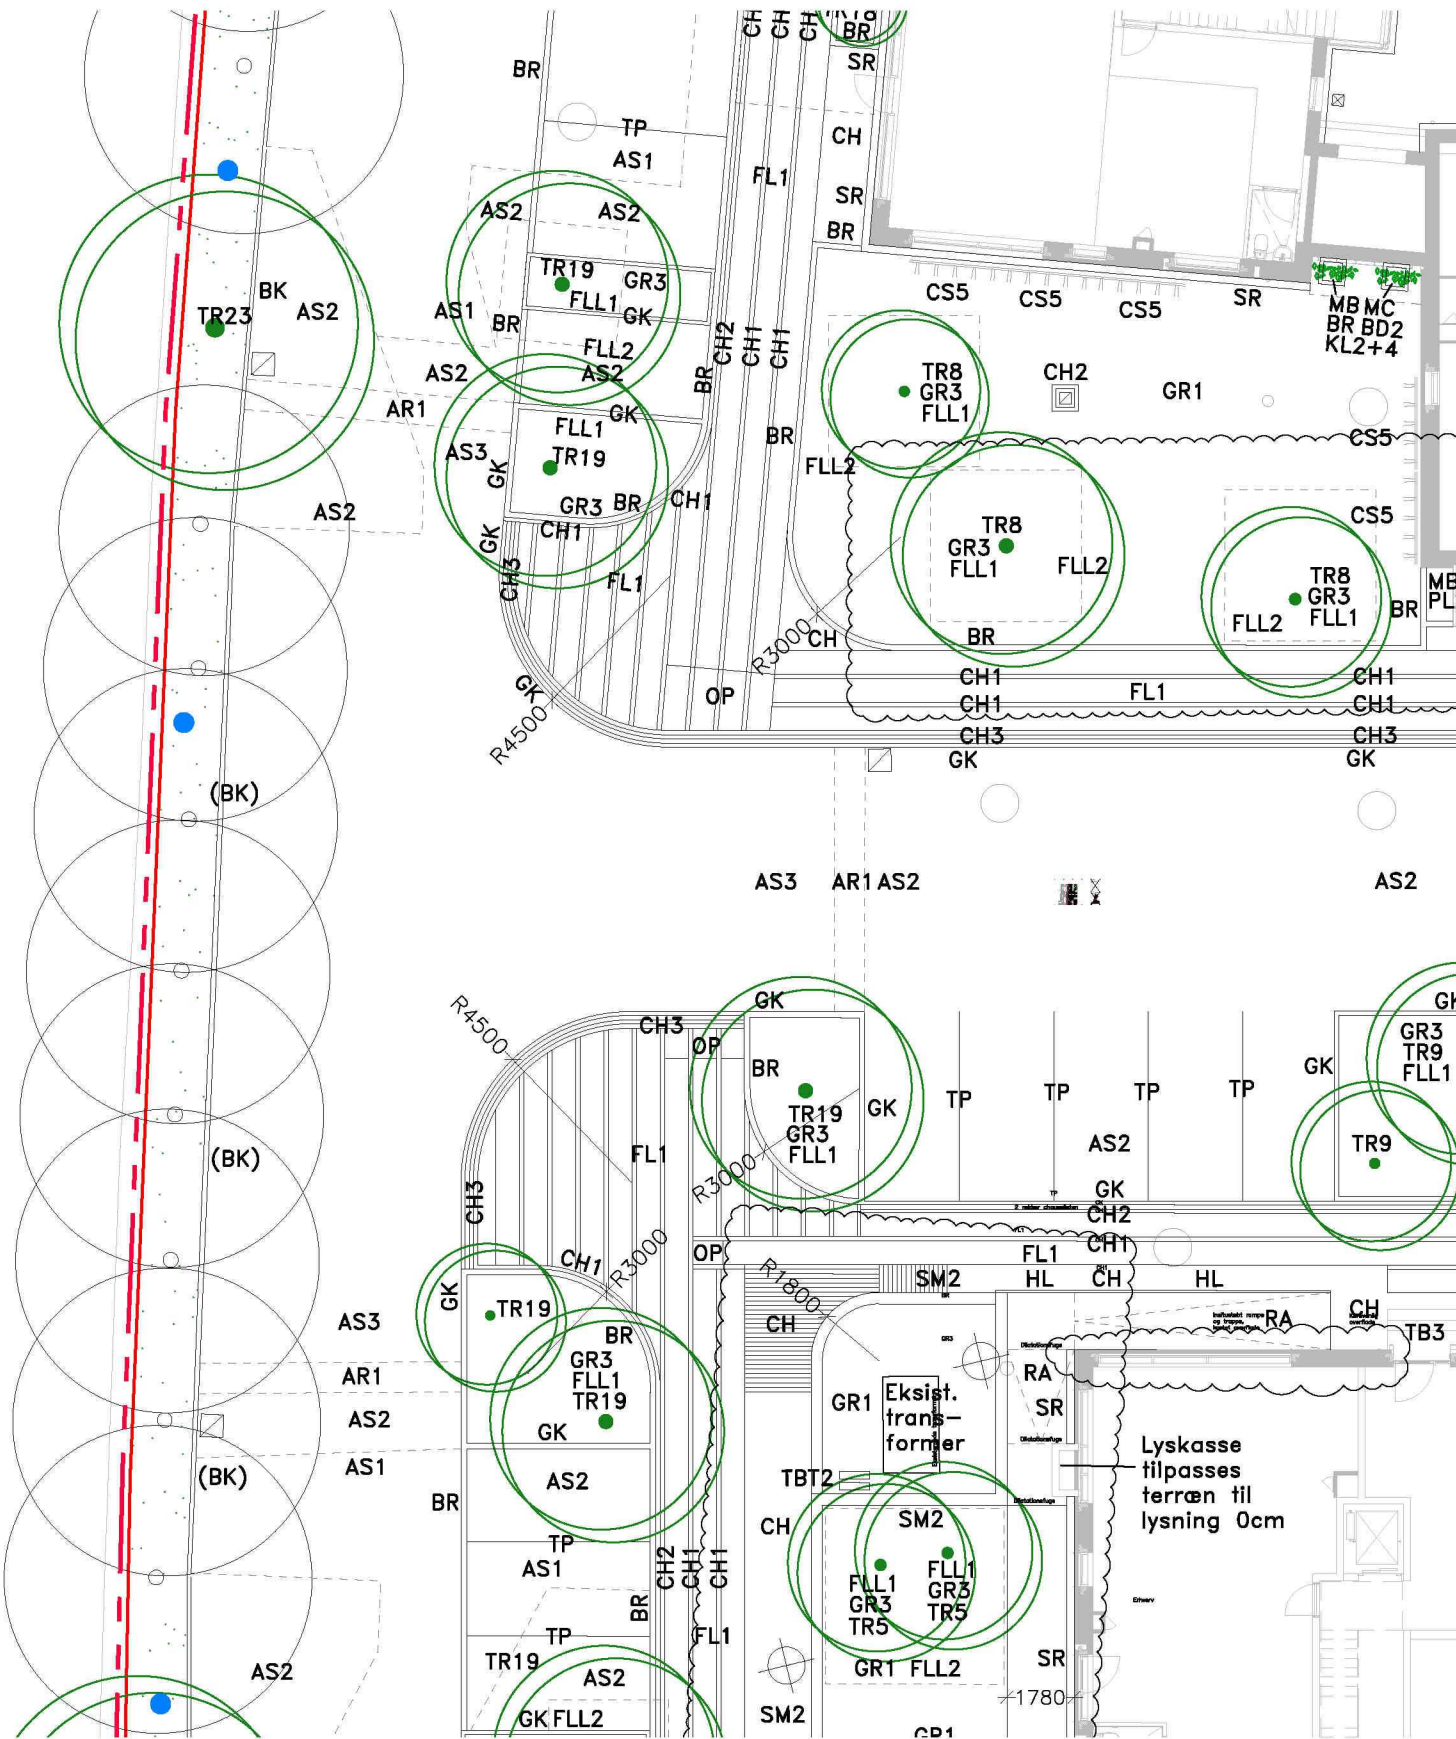 CH1
CH1
CH1
BR
SR
BR
TP
AS1
CH
FL1
SR
AS2
AS2
BR
TR19
GR3
FLL1
GK
BK
TR23
AS2
AS1
BR
FLL2
CS5
CS5
CS5
SR
MB MC
BR BD2
KL2+4
CH2
CH1
CH1
AS2
AS2
BR
AR1
GK
FLL1
TR19
AS3
GK
GR3
BR
CH1
TR8
GR3
FLL1
CH2
GR1
BR
FLL2
CS5
AS2
GK
CH1
CH3
FL1
TR8
GR3
FLL1
FLL2
CS5
TR8
GR3
FLL1
FLL2
BR
MB
PL
R3000
CH
BR
GK
R4500
OP
CH1
FL1
CH1
CH1
CH1
CH3
CH3
GK
GK
(BK)
AS3
AR1
AS2
AS2
R4500
CH3
GK
OP
BR
TR19
GR3
FLL1
GK
R3000
TP
TP
TP
TP
GK
GR3
TR9
FLL1
TR9
AS2
GK
CH2
CH1
FL1
(BK)
FL1
CH3
CH1
R3000
OP
SM2
HL
CH
HL
R1800
GK
TR19
AS3
BR
GR3
FLL1
TR19
CH
RA
CH
TB3
AR1
AS2
AS1
GK
AS2
GR1
Eksist.
trans-
former
RA
SR
(BK)
BR
TBT2
Lyskasse
tilpasses
terræn til
lysning 0cm
TP
AS1
CH
SM2
CH2
CH1
CH1
BR
FLL1
GR3
TR5
FLL1
GR3
TR5
Erhverv
TP
FL1
TR19
AS2
AS2
GR1
FLL2
SR
1780
GK
FLL2
SM2
GR1